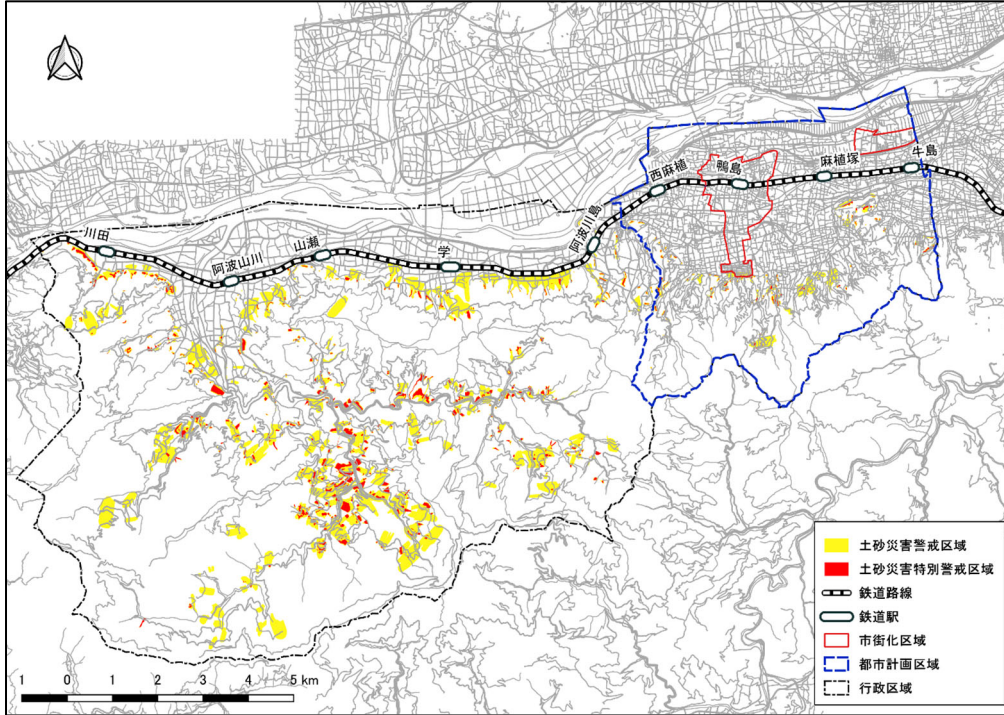 川田
阿波山川
山瀬
学
阿波川島
西麻植
鴨島
麻植塚
牛島
土砂災害警戒区域
土砂災害特別警戒区域
鉄道路線
鉄道駅
市街化区域
都市計画区域
行政区域
1 0 1 2 3 4 5 km